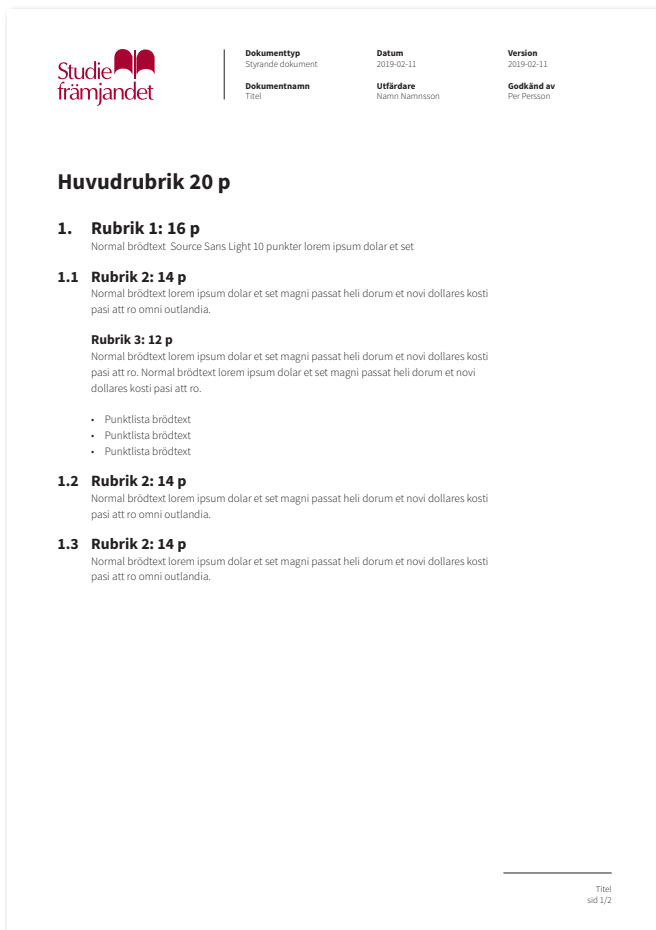 Studie
främjandet
Dokumenttyp Datum Version
Styrande dokument 2019-02-11 2019-02-11
Dokumentnamn Utfärdare Godkänd av
Titel Namn Namnsson Per Persson
Huvudrubrik 20 p
1. Rubrik 1: 16 p
Normal brödtext Source Sans Light 10 punkter lorem ipsum dolar et set
1.1 Rubrik 2: 14 p
Normal brödtext lorem ipsum dolar et set magni passat heli dorum et novi dollares kosti
pasi att ro omni outlandia.
Rubrik 3: 12 p
Normal brödtext lorem ipsum dolar et set magni passat heli dorum et novi dollares kosti
pasi att ro. Normal brödtext lorem ipsum dolar et set magni passat heli dorum et novi
dollares kosti pasi att ro.
• Punktlista brödtext
• Punktlista brödtext
• Punktlista brödtext
1.2 Rubrik 2: 14 p
Normal brödtext lorem ipsum dolar et set magni passat heli dorum et novi dollares kosti
pasi att ro omni outlandia.
1.3 Rubrik 2: 14 p
Normal brödtext lorem ipsum dolar et set magni passat heli dorum et novi dollares kosti
pasi att ro omni outlandia.
Titel
sid 1/2